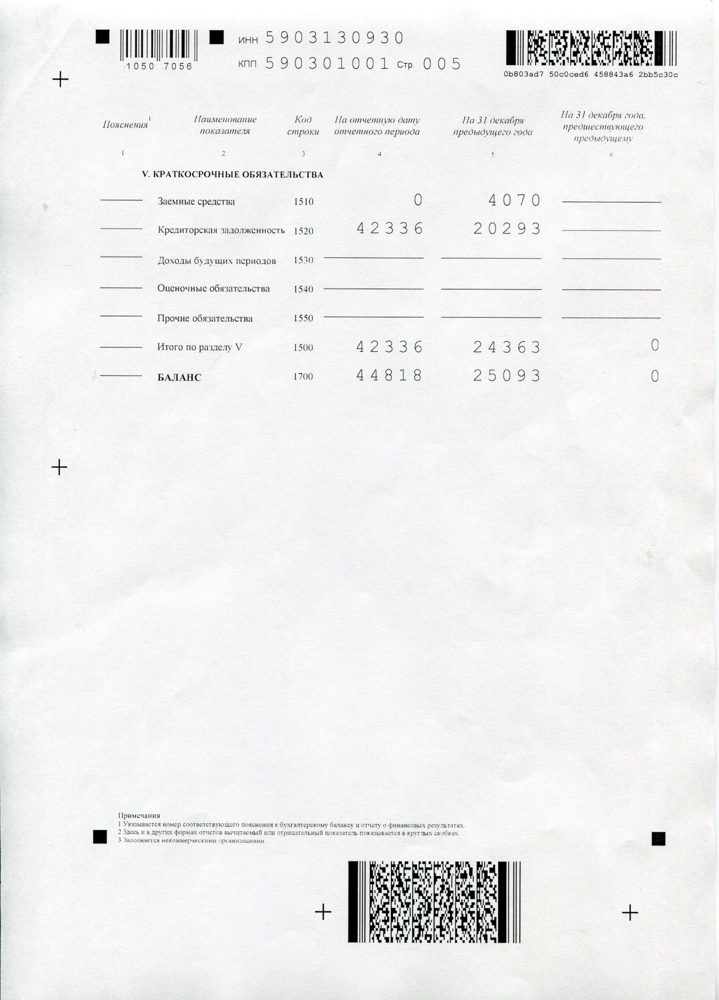 ИНН 5903130930
1050 7056
КПП 590301001 Стр. 005
0b803ad7 50c0ced6 458843a6 2bb5c30c
Пояснения 1 Наименование показателя Код строки На отчетную дату отчетного периода На 31 декабря предыдущего года На 31 декабря года, предшествующего предыдущему
1 2 3 4 5 6
V. КРАТКОСРОЧНЫЕ ОБЯЗАТЕЛЬСТВА
Заемные средства 1510 0 4070
Кредиторская задолженность 1520 42336 20293
Доходы будущих периодов 1530
Оценочные обязательства 1540
Прочие обязательства 1550
Итого по разделу V 1500 42336 24363 0
БАЛАНС 1700 44818 25093 0
Примечания
1 Указывается номер соответствующего пояснения к бухгалтерскому балансу и отчету о финансовых результатах.
2 Здесь и в других формах отчетов вычитаемый или отрицательный показатель показывается в круглых скобках.
3 Заполняется некоммерческими организациями